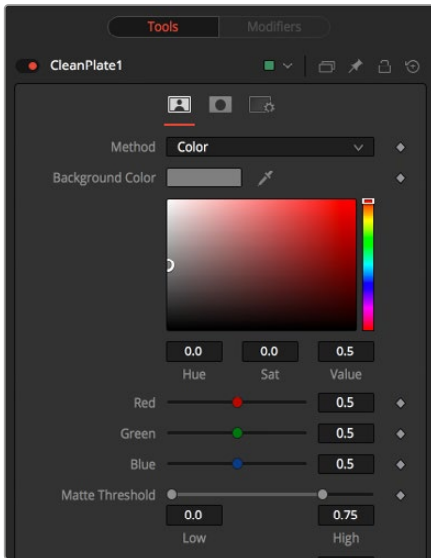 Tools Modifiers
CleanPlate1
Method Color
Background Color
0.0 0.0 0.5
Hue Sat Value
Red 0.5
Green 0.5
Blue 0.5
Matte Threshold
0.0 0.75
Low High